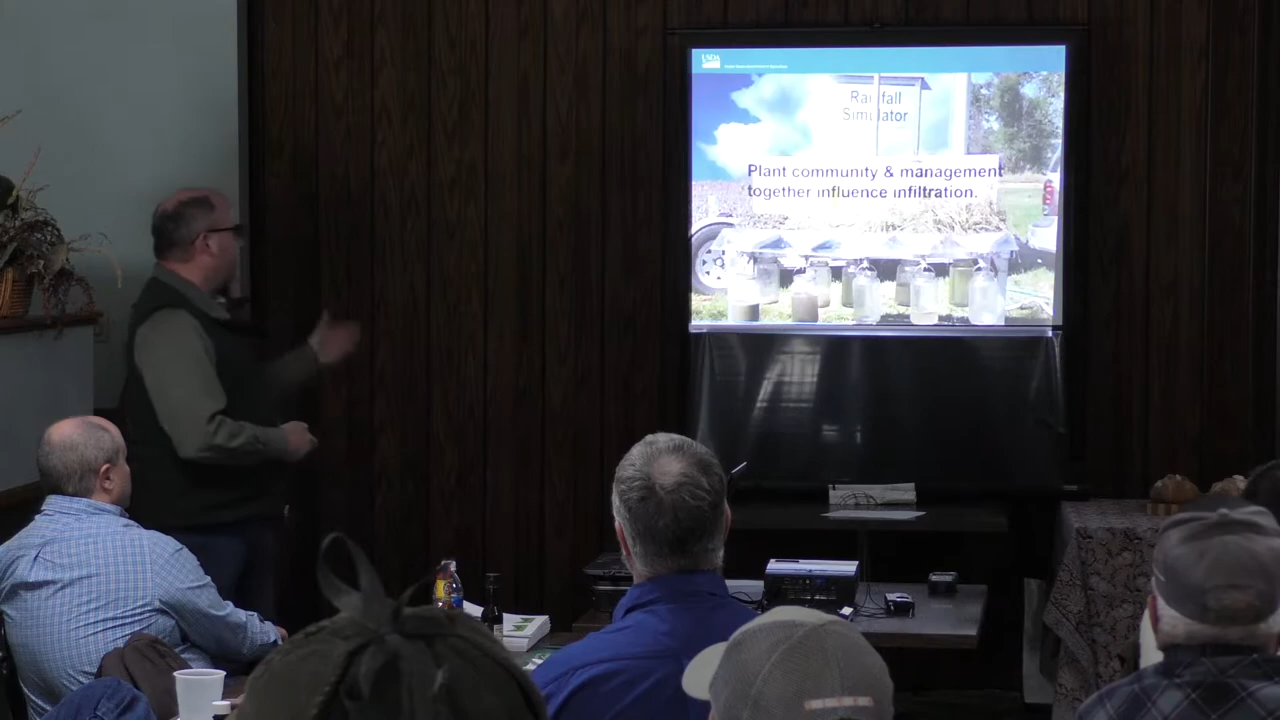 USDA
Rainfall
Simulator
Plant community & management
together influence infiltration.